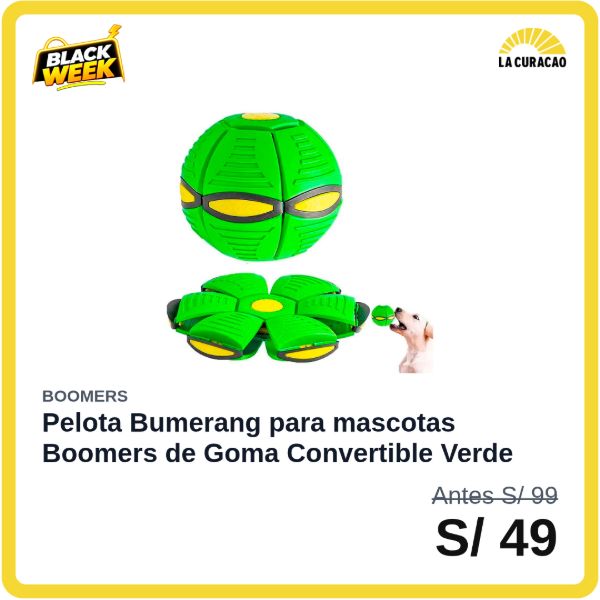 BLACK
WEEK
LA CURACAO
BOOMERS
Pelota Bumerang para mascotas
Boomers de Goma Convertible Verde
Antes S/ 99
S/ 49